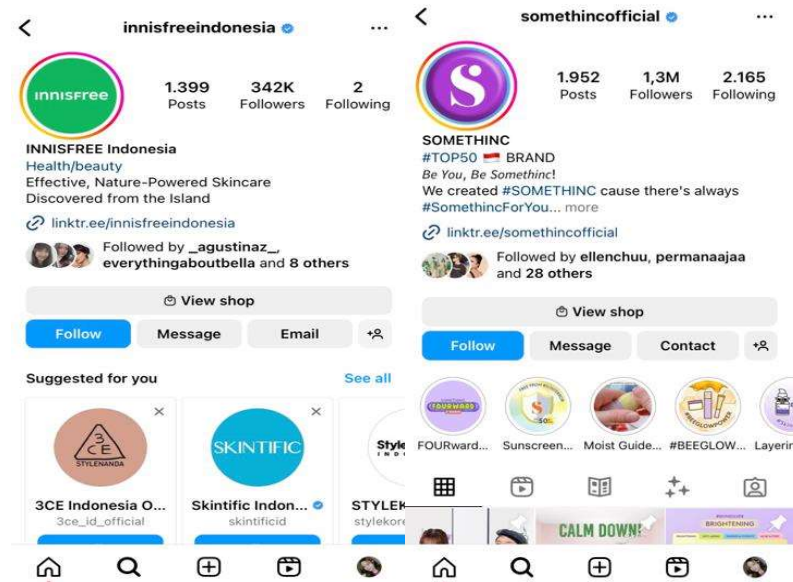 innisfreeindonesia
innisfree
1.399 342K 2
Posts Followers Following
INNISFREE Indonesia
Health/beauty
Effective, Nature-Powered Skincare
Discovered from the Island
linktr.ee/innisfreeindonesia
Followed by _agustinaz_,
everythingaboutbella and 8 others
View shop
Follow Message Email
Suggested for you See all
3CE
STYLENANDA
SKINTIFIC
Style
IND
3CE Indonesia O... Skintific Indon... STYLEK
3ce_id_official skintificid stylekore
somethincofficial
S
1.952 1,3M 2.165
Posts Followers Following
SOMETHINC
#TOP50 BRAND
Be You, Be Somethinc!
We created #SOMETHINC cause there's always
#SomethincForYou... more
linktr.ee/somethincofficial
Followed by ellenchuu, permanaajaa
and 28 others
View shop
Follow Message Contact
FOURWARD
FOURward... Sunscreen... Moist Guide... #BEEGLOW... Layerin
CALM DOWN!
BRIGHTENING